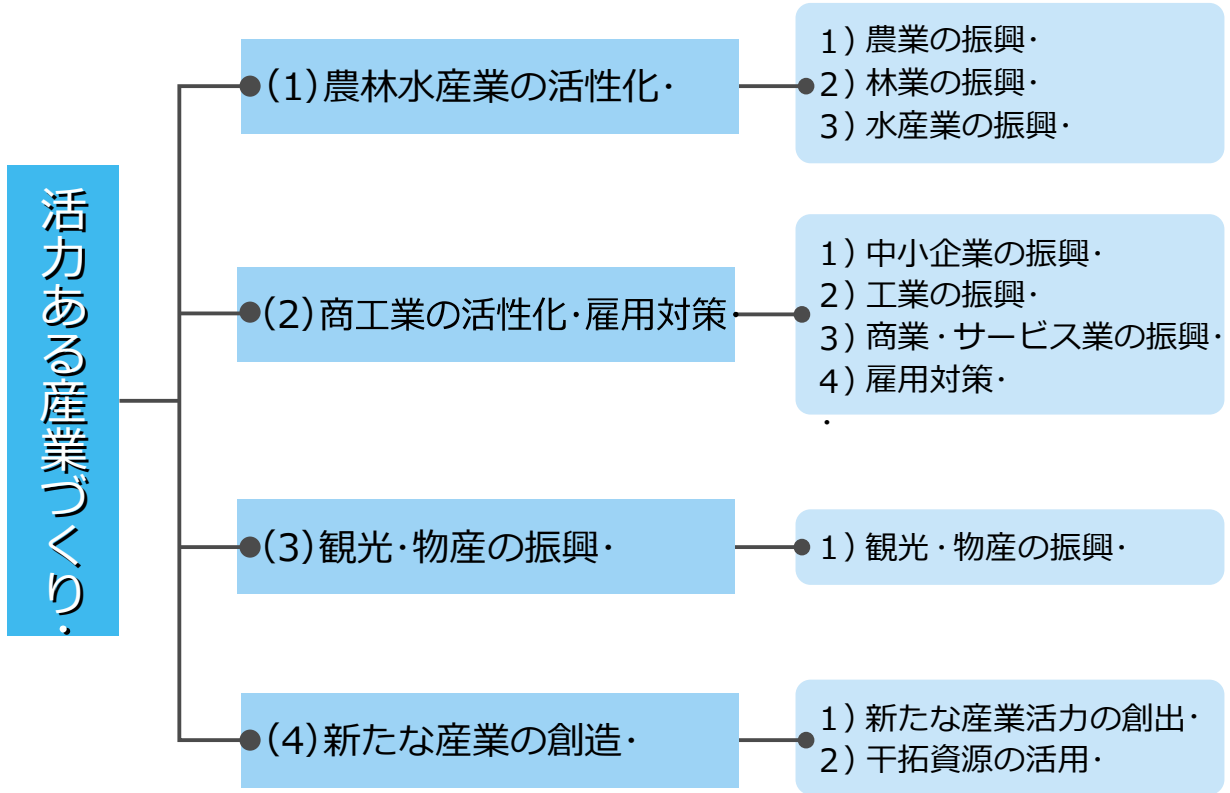 活力ある産業づくり・
(1)農林水産業の活性化・
1）農業の振興・
2）林業の振興・
3）水産業の振興・
(2)商工業の活性化・雇用対策・
1）中小企業の振興・
2）工業の振興・
3）商業・サービス業の振興・
4）雇用対策・
・
(3)観光・物産の振興・
1）観光・物産の振興・
(4)新たな産業の創造・
1）新たな産業活力の創出・
2）干拓資源の活用・